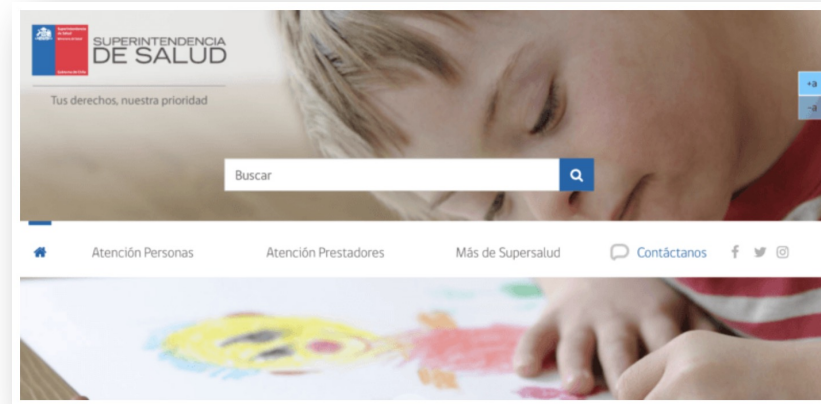 SUPERINTENDENCIA
DE SALUD
Tus derechos, nuestra prioridad
+a
-a
Buscar
Atención Personas
Atención Prestadores
Más de Supersalud
Contáctanos